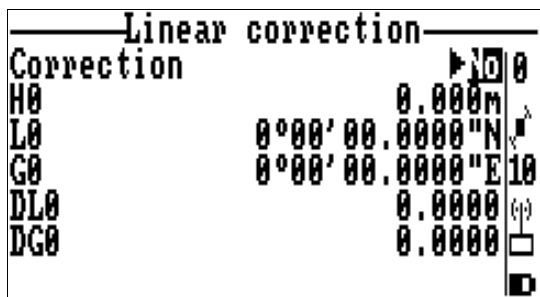 Linear correction
Correction ▶No 0
H0 0.000m
L0 0°00'00.0000"N
G0 0°00'00.0000"E 10
DL0 0.0000
DG0 0.0000